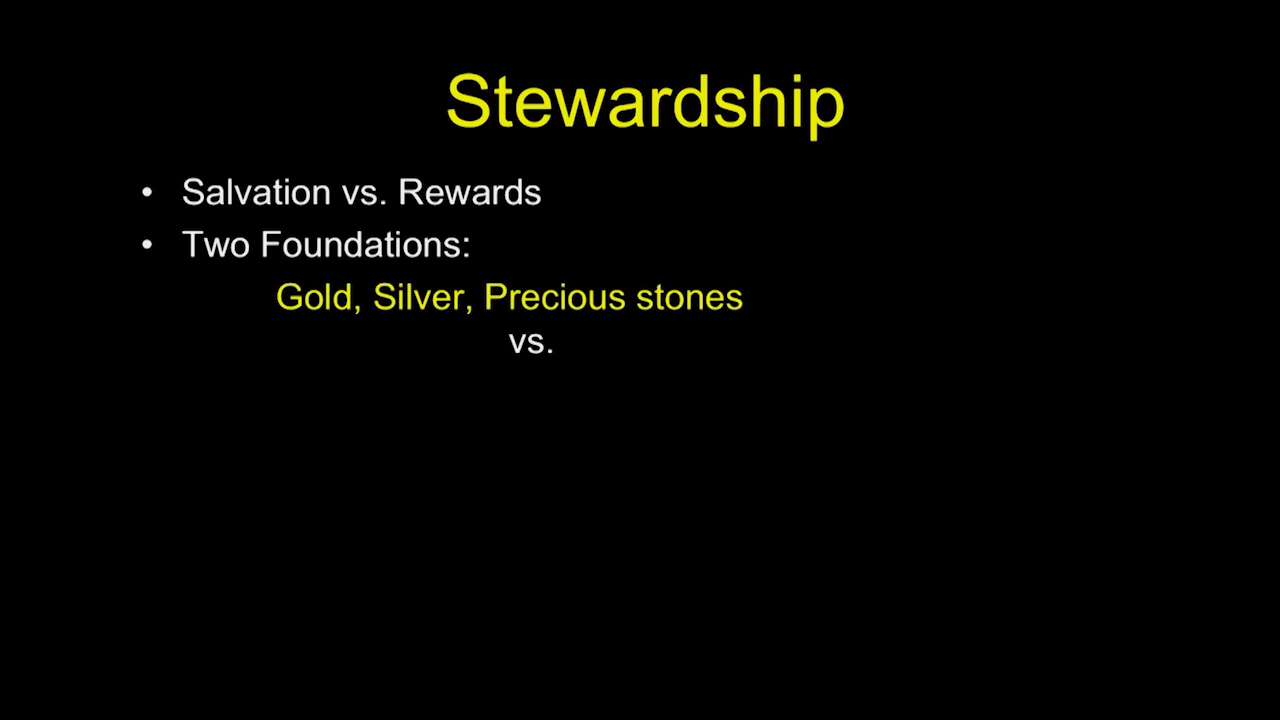 Stewardship
• Salvation vs. Rewards
• Two Foundations:
Gold, Silver, Precious stones
vs.